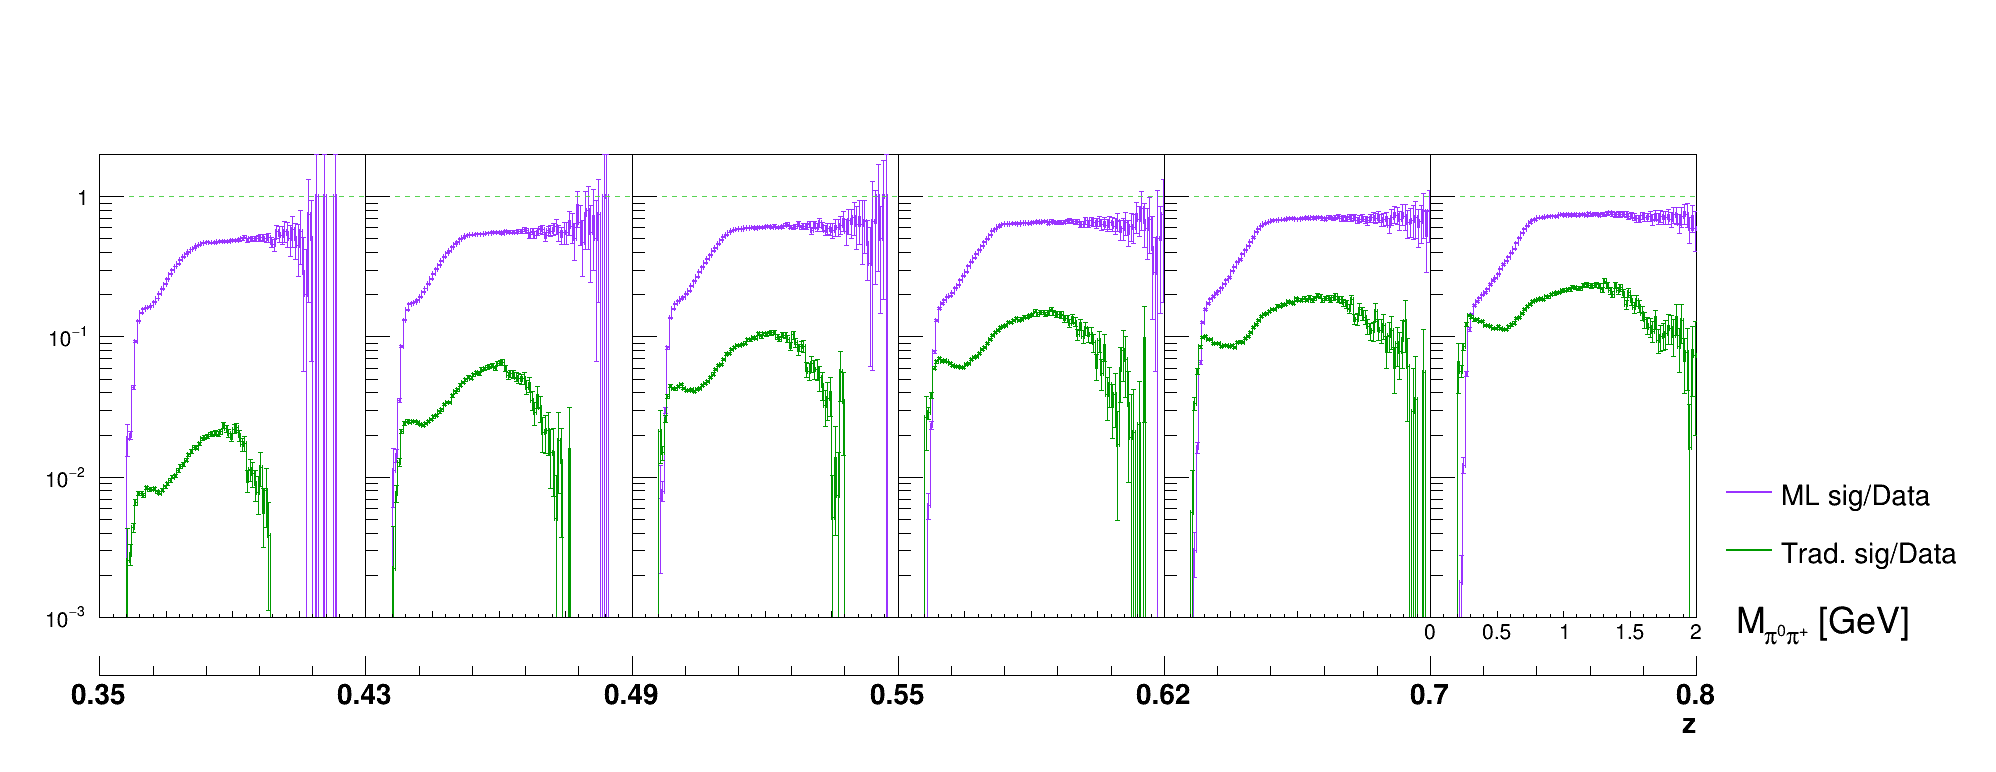 1
10⁻¹
10⁻²
10⁻³
ML sig/Data
Trad. sig/Data
0 0.5 1 1.5 2
M_π⁰π⁺ [GeV]
0.35 0.43 0.49 0.55 0.62 0.7 0.8
z